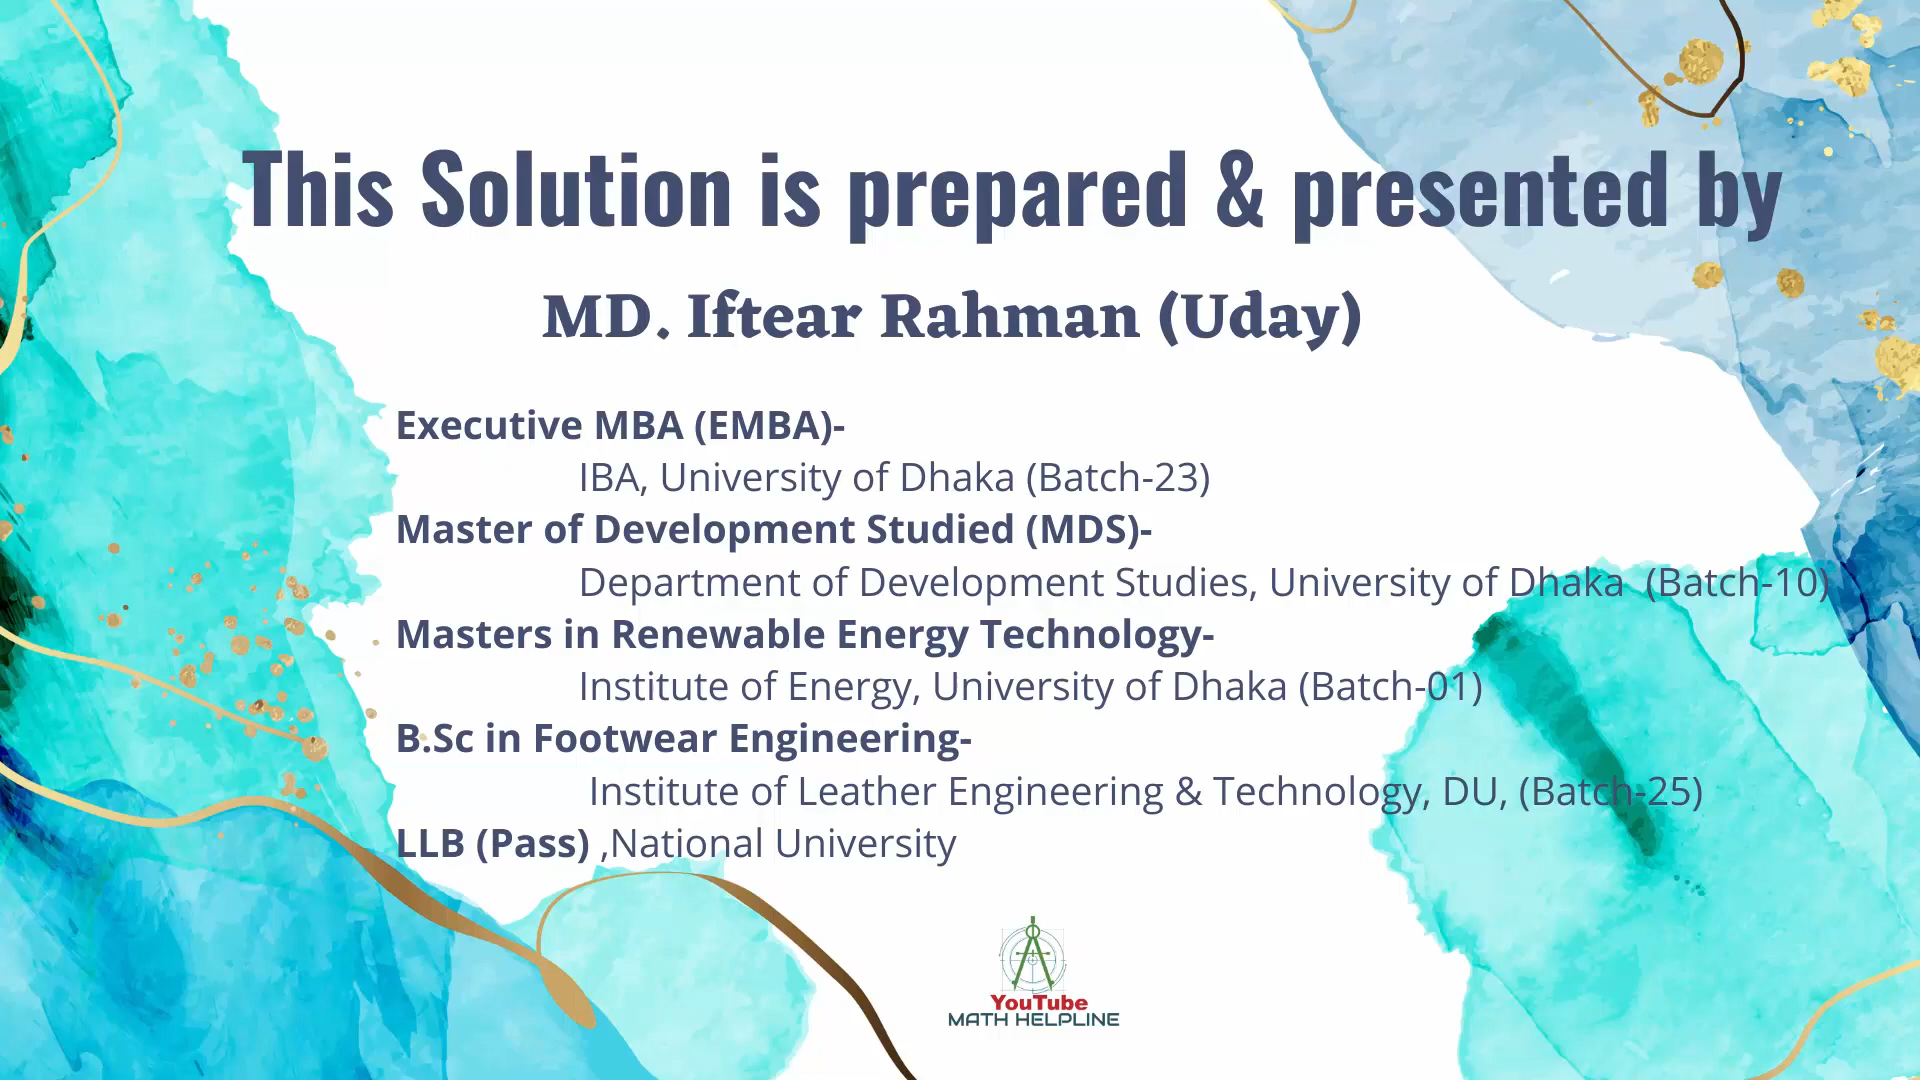 This Solution is prepared & presented by
MD. Iftear Rahman (Uday)
Executive MBA (EMBA)-
IBA, University of Dhaka (Batch-23)
Master of Development Studied (MDS)-
Department of Development Studies, University of Dhaka (Batch-10)
Masters in Renewable Energy Technology-
Institute of Energy, University of Dhaka (Batch-01)
B.Sc in Footwear Engineering-
Institute of Leather Engineering & Technology, DU, (Batch-25)
LLB (Pass) ,National University
YouTube
MATH HELPLINE